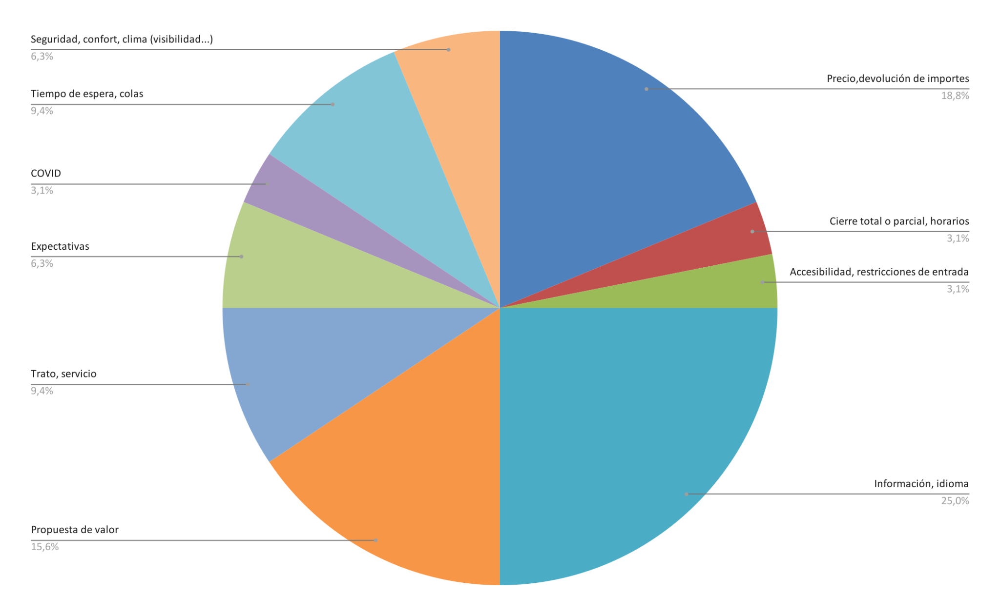 Seguridad, confort, clima (visibilidad...)
6,3%
Tiempo de espera, colas
9,4%
COVID
3,1%
Expectativas
6,3%
Trato, servicio
9,4%
Propuesta de valor
15,6%
Precio,devolución de importes
18,8%
Cierre total o parcial, horarios
3,1%
Accesibilidad, restricciones de entrada
3,1%
Información, idioma
25,0%